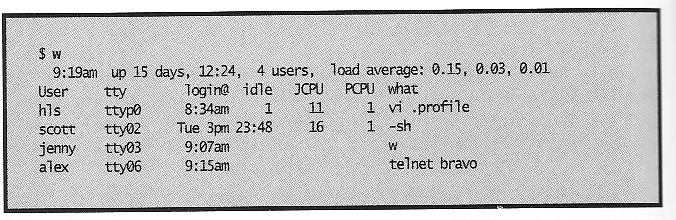 $ w
9:19am up 15 days, 12:24, 4 users, load average: 0.15, 0.03, 0.01
User tty login@ idle JCPU PCPU what
hls ttyp0 8:34am 1 11 1 vi .profile
scott tty02 Tue 3pm 23:48 16 1 -sh
jenny tty03 9:07am w
alex tty06 9:15am telnet bravo